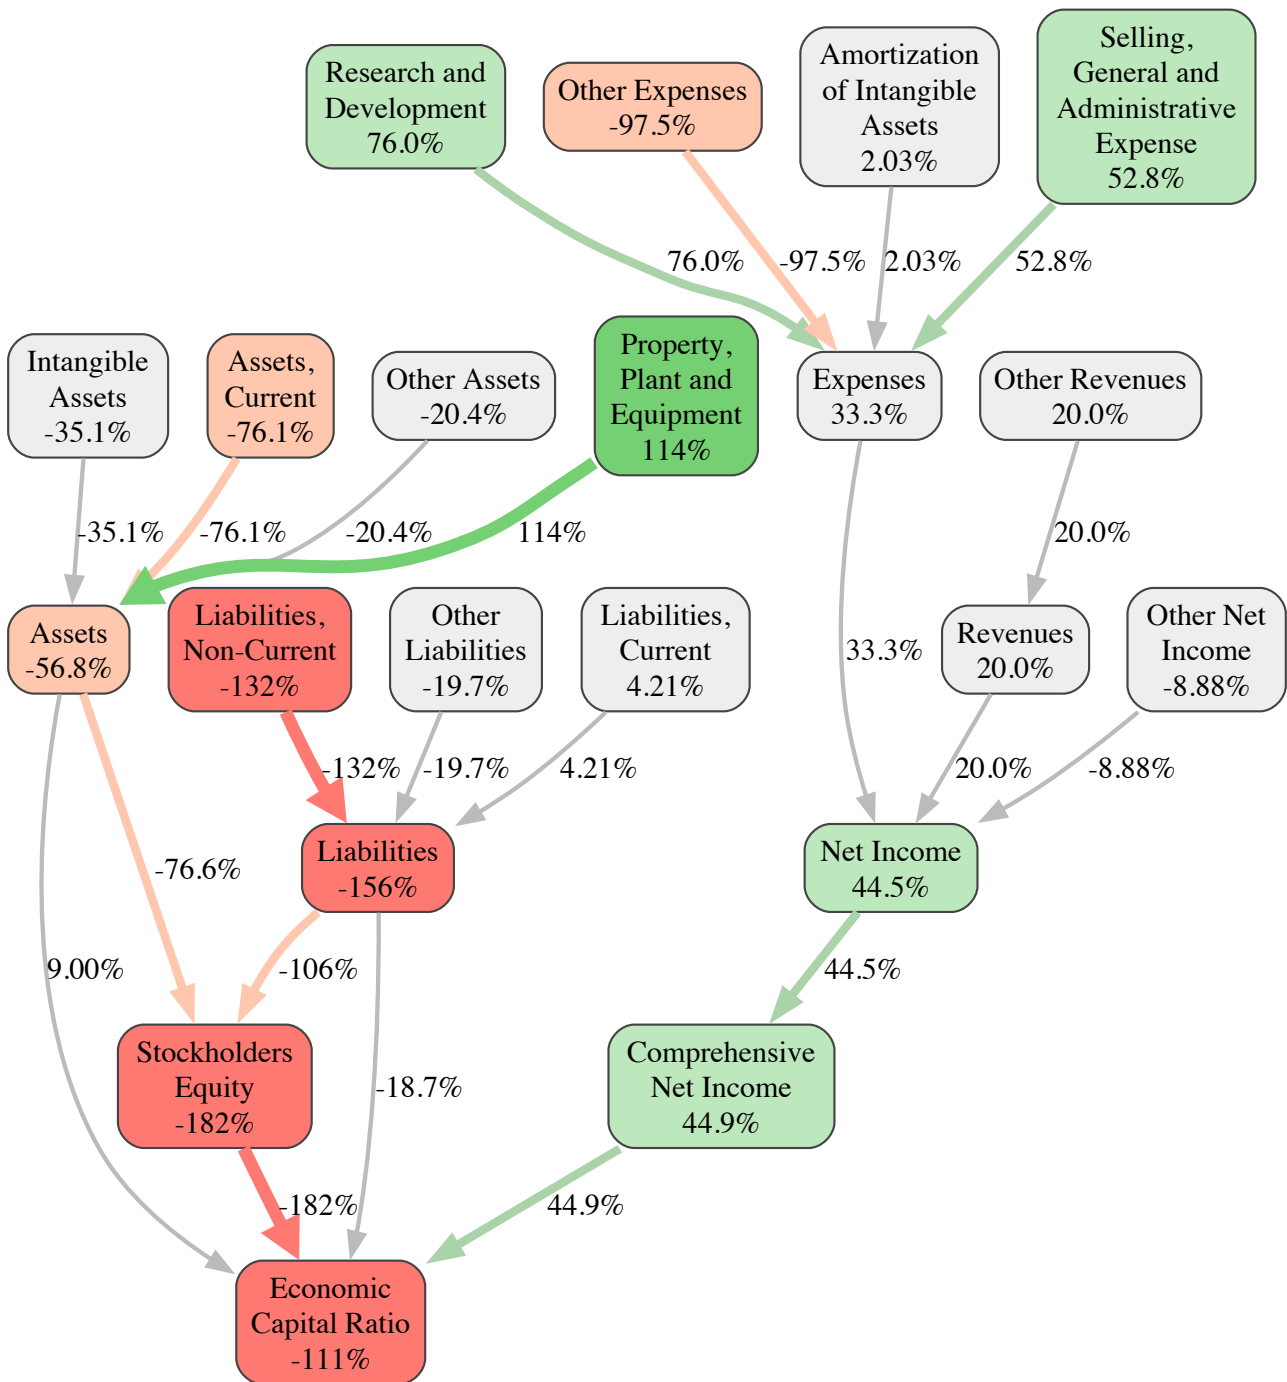 Research and
Development
76.0%
Other Expenses
-97.5%
Amortization
of Intangible
Assets
2.03%
Selling,
General and
Administrative
Expense
52.8%
76.0%
-97.5%
2.03%
52.8%
Intangible
Assets
-35.1%
Assets,
Current
-76.1%
Other Assets
-20.4%
Property,
Plant and
Equipment
114%
Expenses
33.3%
Other Revenues
20.0%
-35.1%
-76.1%
-20.4%
114%
20.0%
Assets
-56.8%
Liabilities,
Non-Current
-132%
Other
Liabilities
-19.7%
Liabilities,
Current
4.21%
33.3%
Revenues
20.0%
Other Net
Income
-8.88%
-132%
-19.7%
4.21%
20.0%
-8.88%
-76.6%
Liabilities
-156%
Net Income
44.5%
9.00%
-106%
44.5%
Stockholders
Equity
-182%
-18.7%
Comprehensive
Net Income
44.9%
-182%
44.9%
Economic
Capital Ratio
-111%